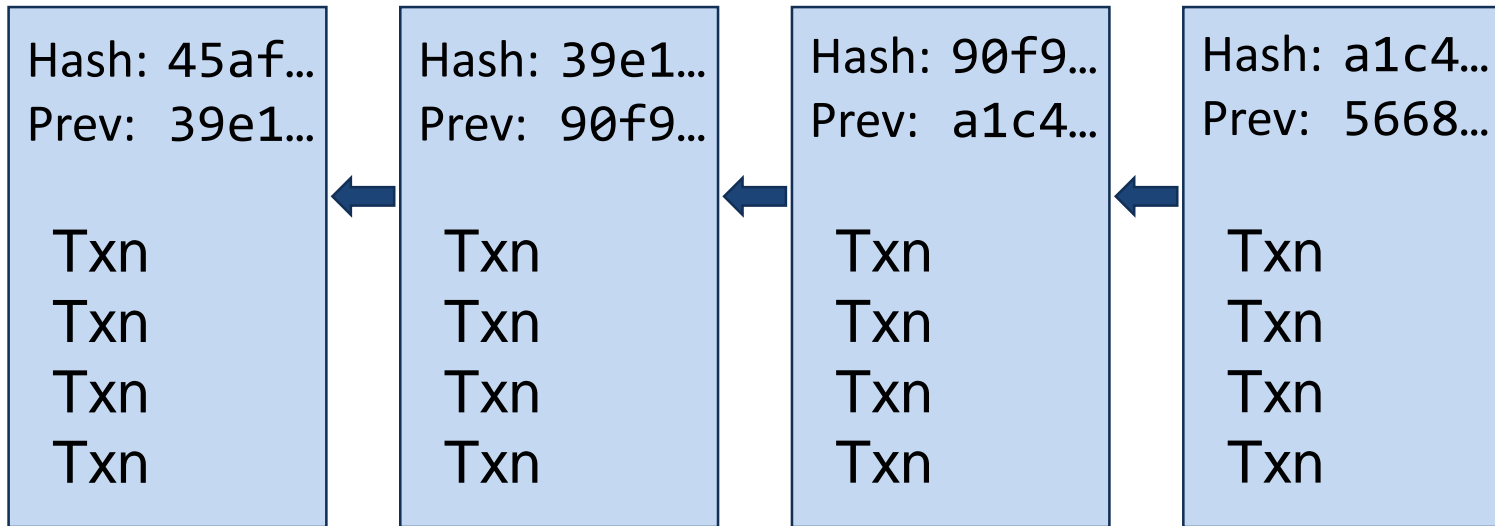 Hash: 45af…
Prev: 39e1…
Txn
Txn
Txn
Txn
Hash: 39e1…
Prev: 90f9…
Txn
Txn
Txn
Txn
Hash: 90f9…
Prev: a1c4…
Txn
Txn
Txn
Txn
Hash: a1c4…
Prev: 5668…
Txn
Txn
Txn
Txn